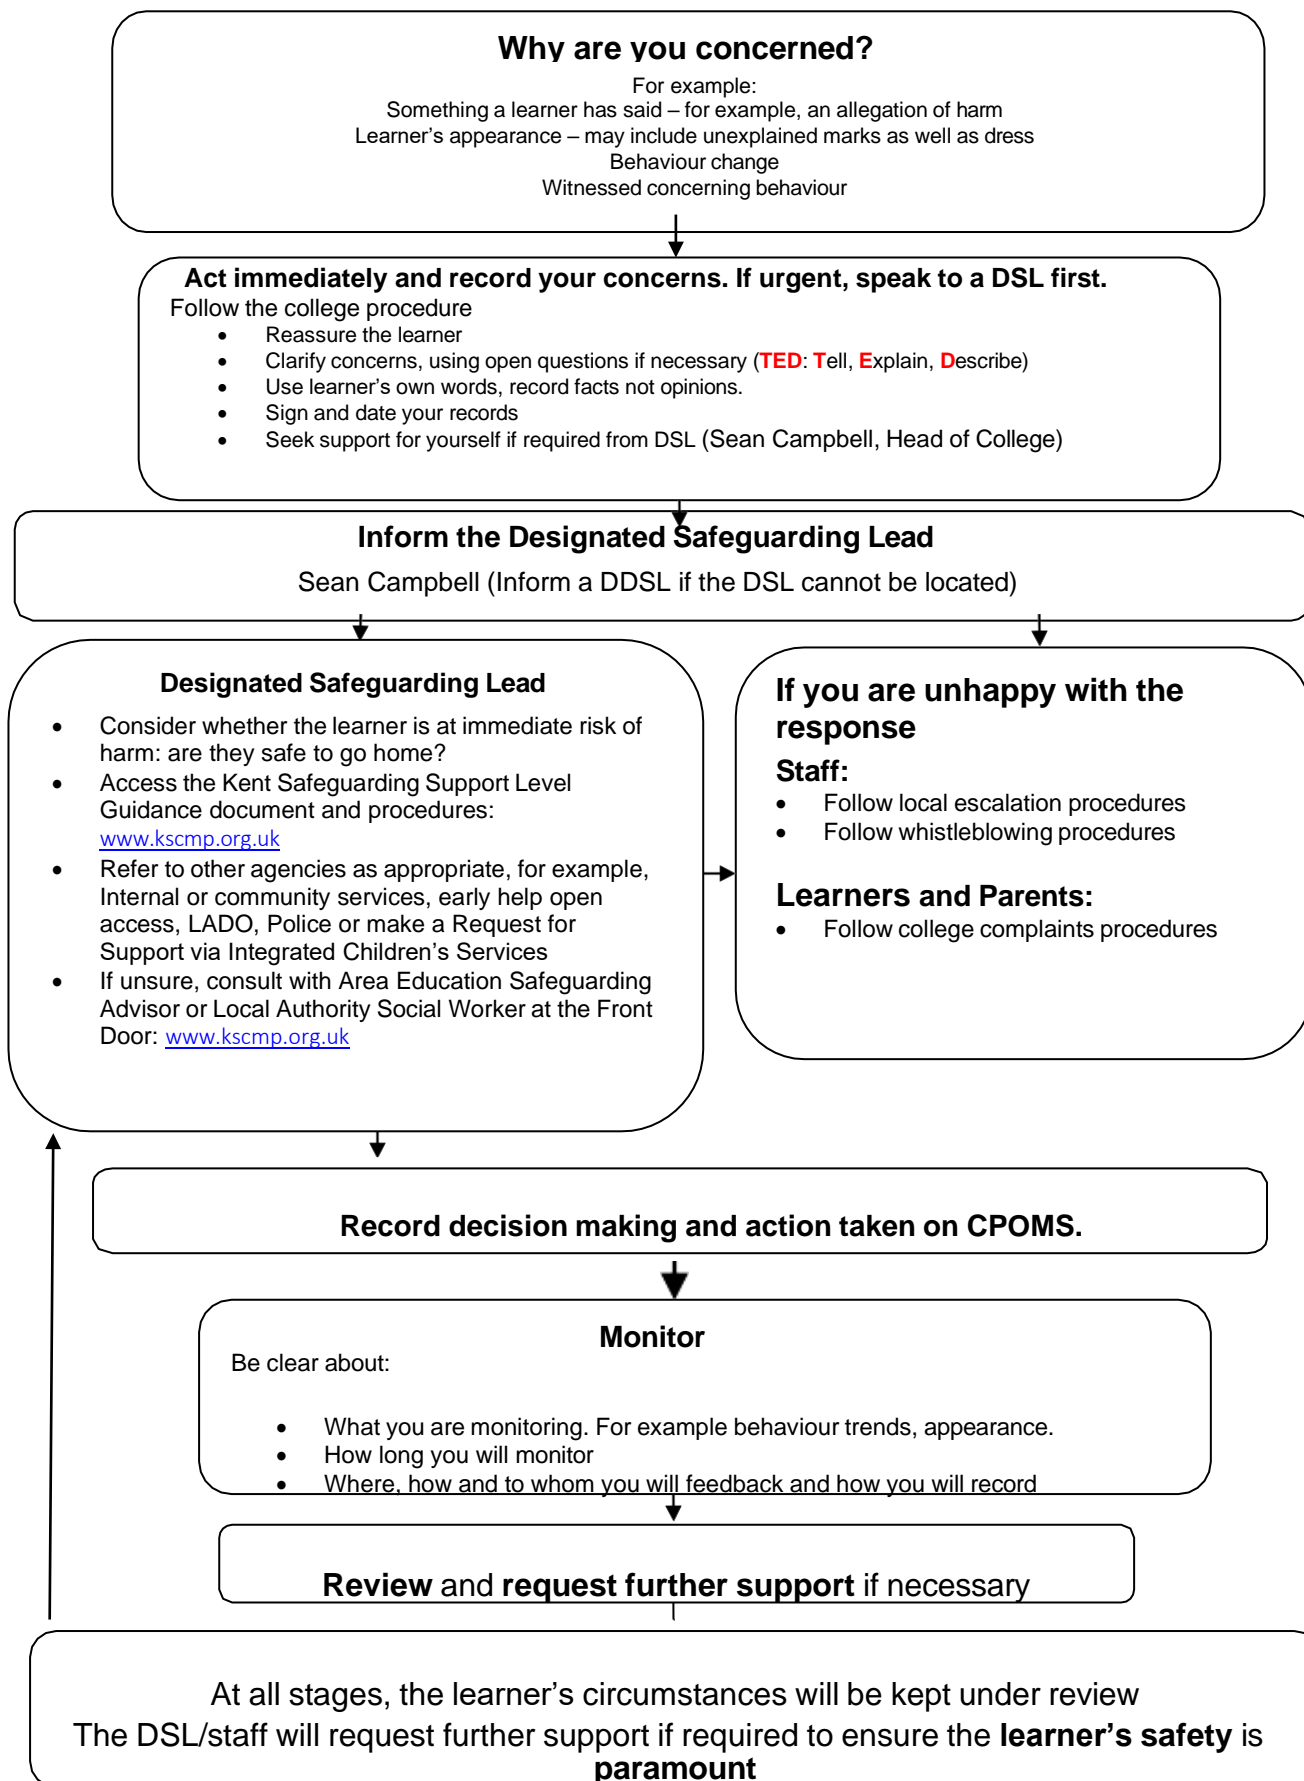 Why are you concerned?
For example:
Something a learner has said – for example, an allegation of harm
Learner's appearance – may include unexplained marks as well as dress
Behaviour change
Witnessed concerning behaviour
Act immediately and record your concerns. If urgent, speak to a DSL first.
Follow the college procedure
• Reassure the learner
• Clarify concerns, using open questions if necessary (TED: Tell, Explain, Describe)
• Use learner's own words, record facts not opinions.
• Sign and date your records
• Seek support for yourself if required from DSL (Sean Campbell, Head of College)
Inform the Designated Safeguarding Lead
Sean Campbell (Inform a DDSL if the DSL cannot be located)
Designated Safeguarding Lead
• Consider whether the learner is at immediate risk of
harm: are they safe to go home?
• Access the Kent Safeguarding Support Level
Guidance document and procedures:
www.kscmp.org.uk
• Refer to other agencies as appropriate, for example,
Internal or community services, early help open
access, LADO, Police or make a Request for
Support via Integrated Children's Services
• If unsure, consult with Area Education Safeguarding
Advisor or Local Authority Social Worker at the Front
Door: www.kscmp.org.uk
If you are unhappy with the
response
Staff:
• Follow local escalation procedures
• Follow whistleblowing procedures
Learners and Parents:
• Follow college complaints procedures
Record decision making and action taken on CPOMS.
Monitor
Be clear about:
• What you are monitoring. For example behaviour trends, appearance.
• How long you will monitor
• Where, how and to whom you will feedback and how you will record
Review and request further support if necessary
At all stages, the learner's circumstances will be kept under review
The DSL/staff will request further support if required to ensure the learner's safety is
paramount